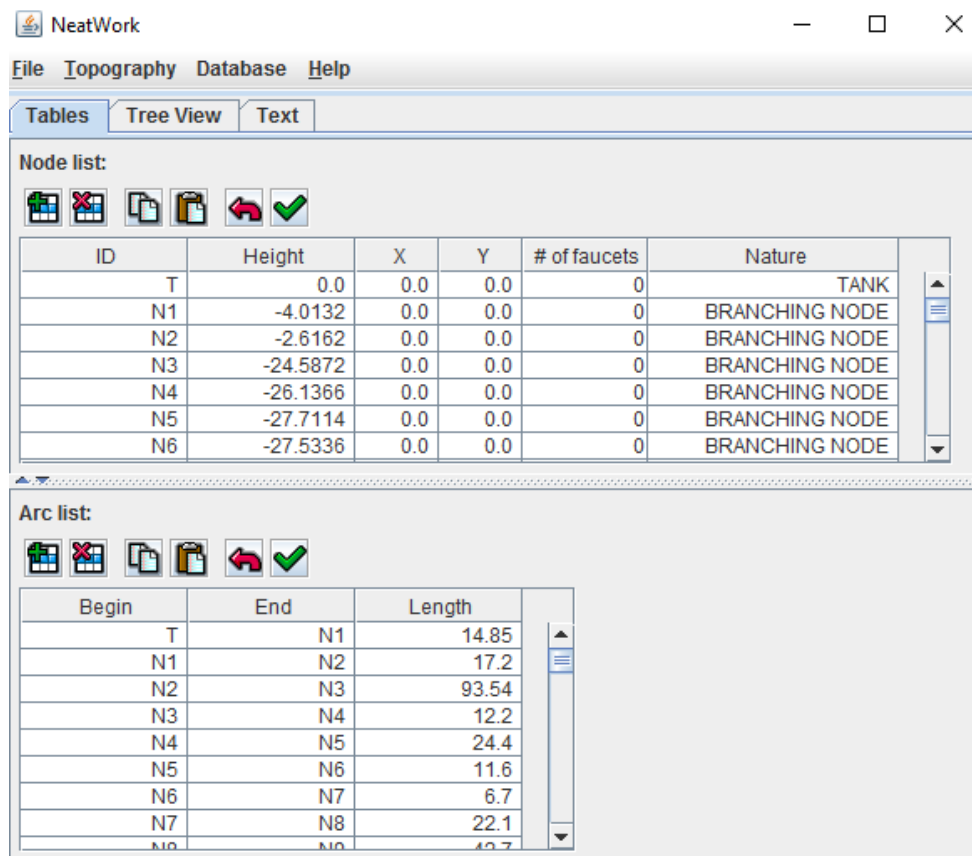 NeatWork
File Topography Database Help
Tables Tree View Text
Node list:
ID Height X Y # of faucets Nature
T 0.0 0.0 0.0 0 TANK
N1 -4.0132 0.0 0.0 0 BRANCHING NODE
N2 -2.6162 0.0 0.0 0 BRANCHING NODE
N3 -24.5872 0.0 0.0 0 BRANCHING NODE
N4 -26.1366 0.0 0.0 0 BRANCHING NODE
N5 -27.7114 0.0 0.0 0 BRANCHING NODE
N6 -27.5336 0.0 0.0 0 BRANCHING NODE
Arc list:
Begin End Length
T N1 14.85
N1 N2 17.2
N2 N3 93.54
N3 N4 12.2
N4 N5 24.4
N5 N6 11.6
N6 N7 6.7
N7 N8 22.1